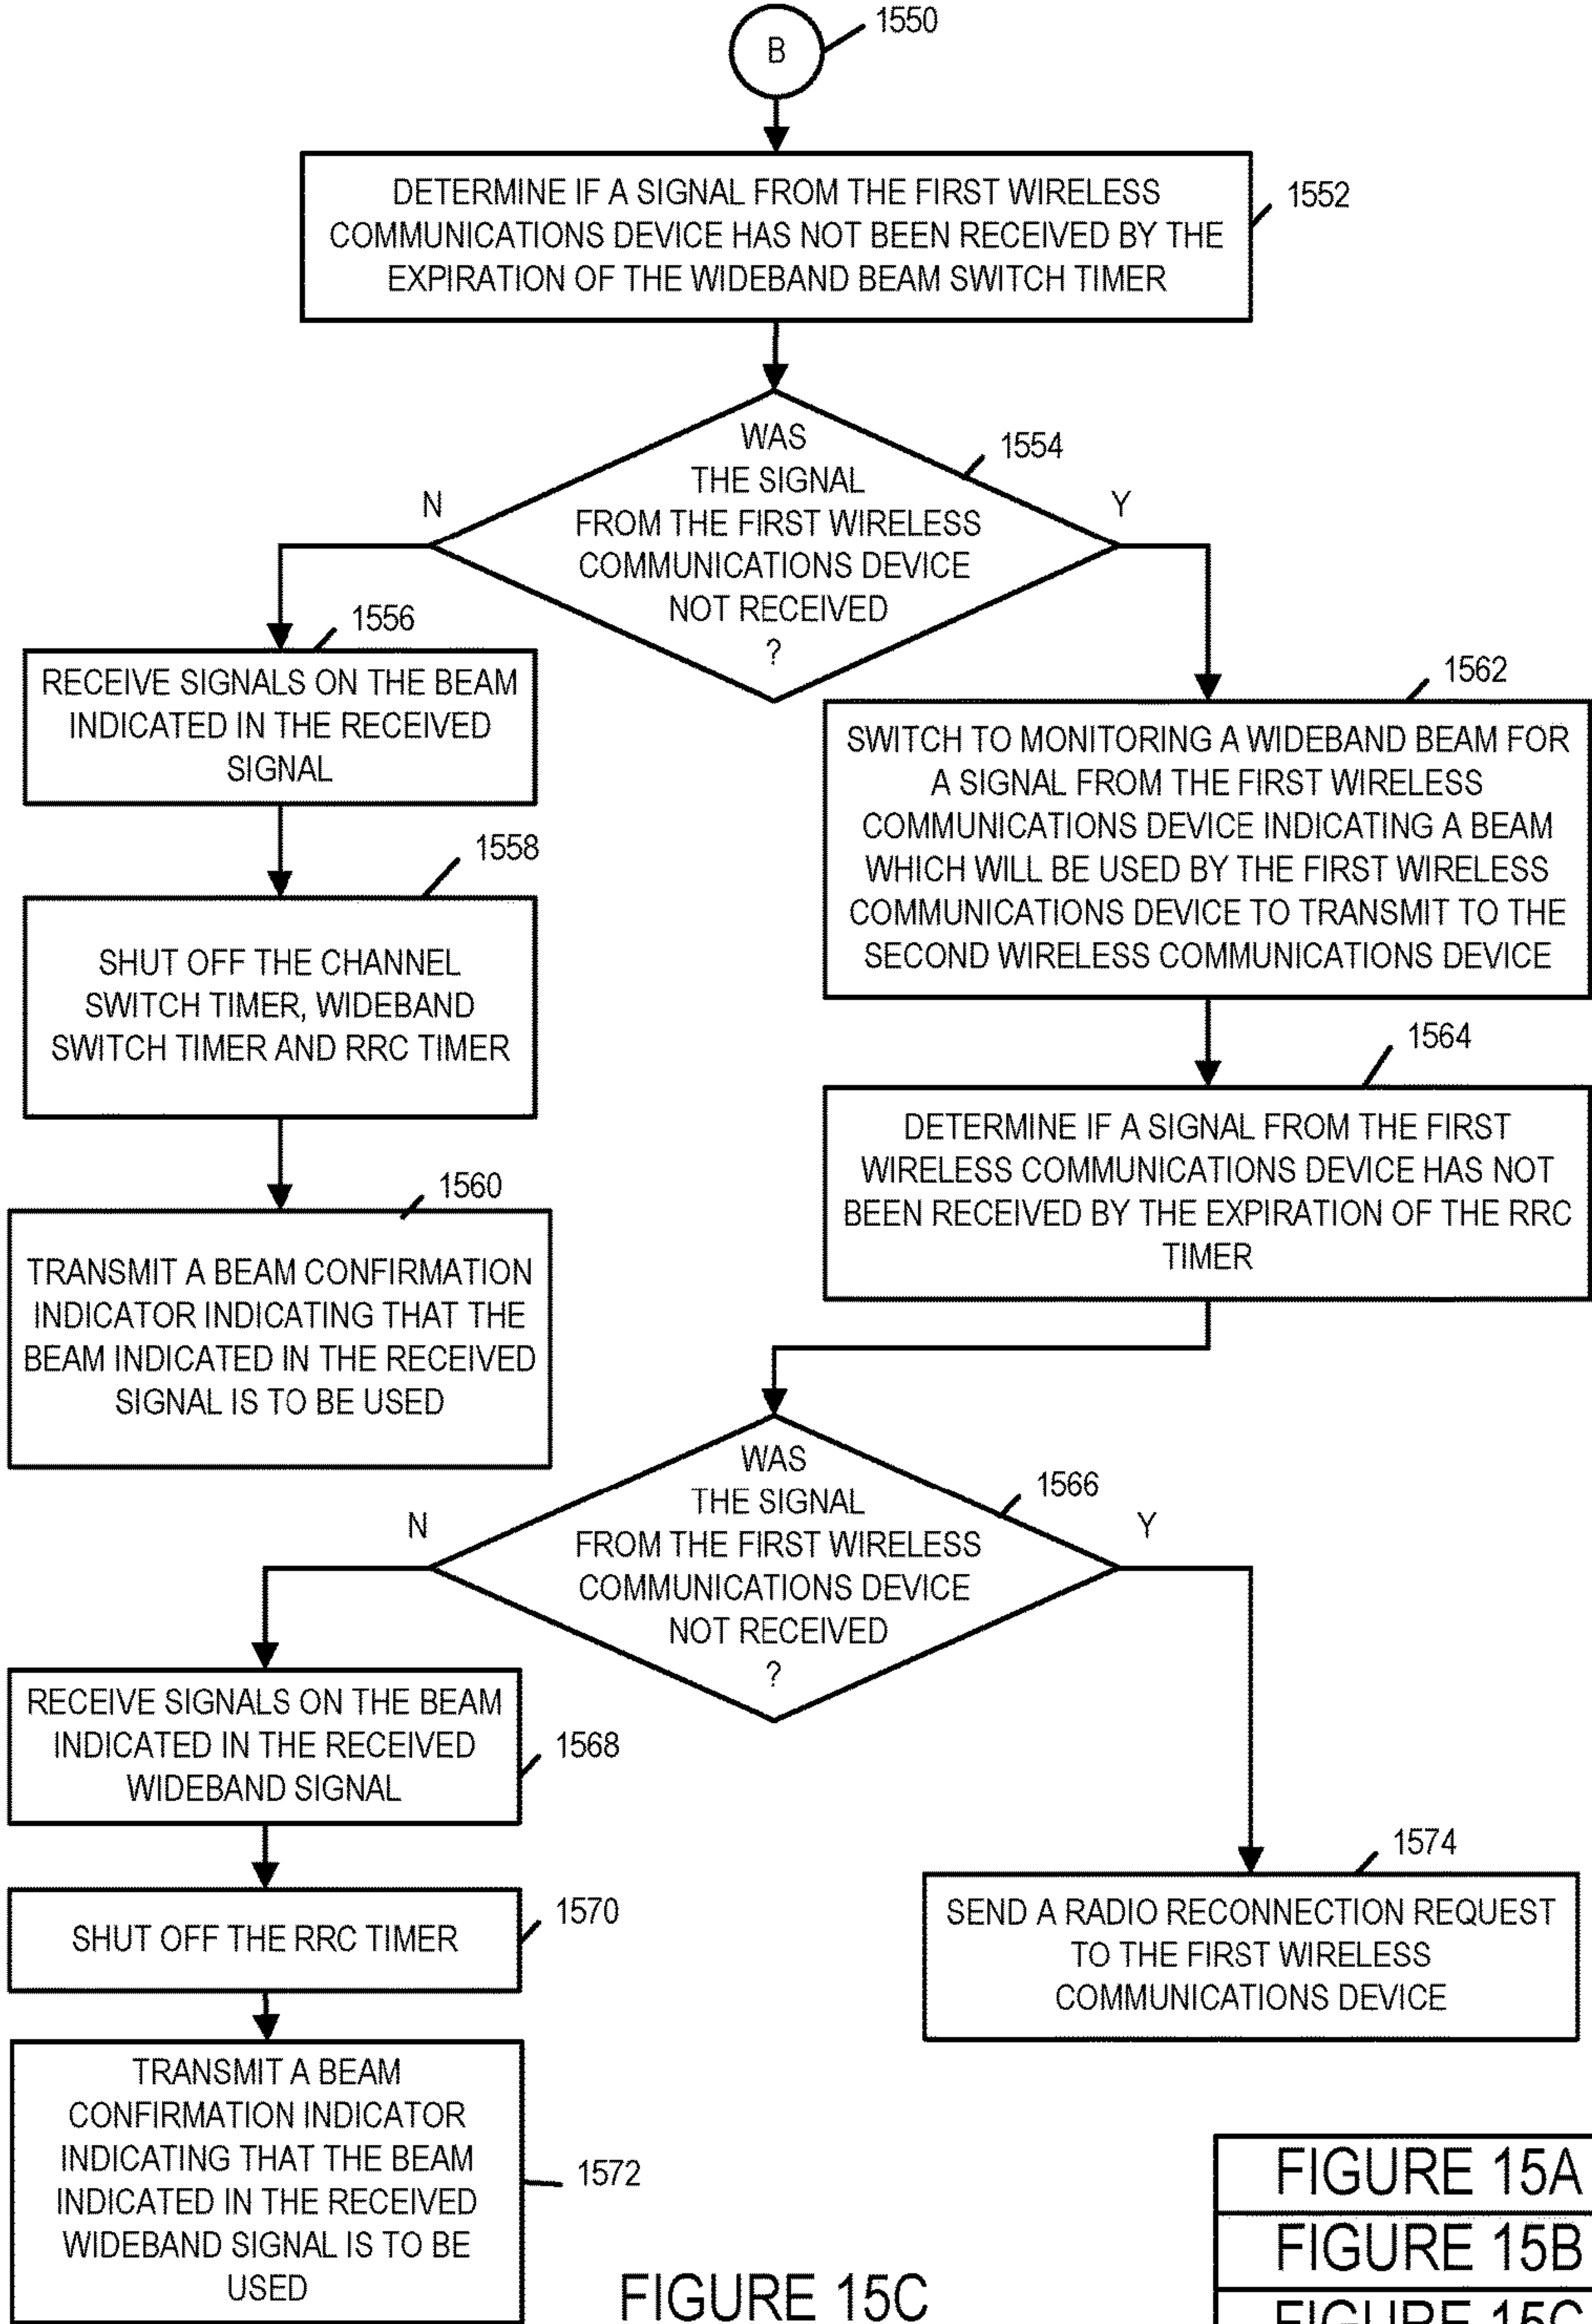 B
1550
DETERMINE IF A SIGNAL FROM THE FIRST WIRELESS
COMMUNICATIONS DEVICE HAS NOT BEEN RECEIVED BY THE
EXPIRATION OF THE WIDEBAND BEAM SWITCH TIMER
1552
WAS
THE SIGNAL
FROM THE FIRST WIRELESS
COMMUNICATIONS DEVICE
NOT RECEIVED
?
1554
N
Y
1556
RECEIVE SIGNALS ON THE BEAM
INDICATED IN THE RECEIVED
SIGNAL
1558
SHUT OFF THE CHANNEL
SWITCH TIMER, WIDEBAND
SWITCH TIMER AND RRC TIMER
1560
TRANSMIT A BEAM CONFIRMATION
INDICATOR INDICATING THAT THE
BEAM INDICATED IN THE RECEIVED
SIGNAL IS TO BE USED
1562
SWITCH TO MONITORING A WIDEBAND BEAM FOR
A SIGNAL FROM THE FIRST WIRELESS
COMMUNICATIONS DEVICE INDICATING A BEAM
WHICH WILL BE USED BY THE FIRST WIRELESS
COMMUNICATIONS DEVICE TO TRANSMIT TO THE
SECOND WIRELESS COMMUNICATIONS DEVICE
1564
DETERMINE IF A SIGNAL FROM THE FIRST
WIRELESS COMMUNICATIONS DEVICE HAS NOT
BEEN RECEIVED BY THE EXPIRATION OF THE RRC
TIMER
WAS
THE SIGNAL
FROM THE FIRST WIRELESS
COMMUNICATIONS DEVICE
NOT RECEIVED
?
1566
N
Y
RECEIVE SIGNALS ON THE BEAM
INDICATED IN THE RECEIVED
WIDEBAND SIGNAL
1568
SHUT OFF THE RRC TIMER
1570
TRANSMIT A BEAM
CONFIRMATION INDICATOR
INDICATING THAT THE BEAM
INDICATED IN THE RECEIVED
WIDEBAND SIGNAL IS TO BE
USED
1572
1574
SEND A RADIO RECONNECTION REQUEST
TO THE FIRST WIRELESS
COMMUNICATIONS DEVICE
FIGURE 15C
FIGURE 15A
FIGURE 15B
FIGURE 15C